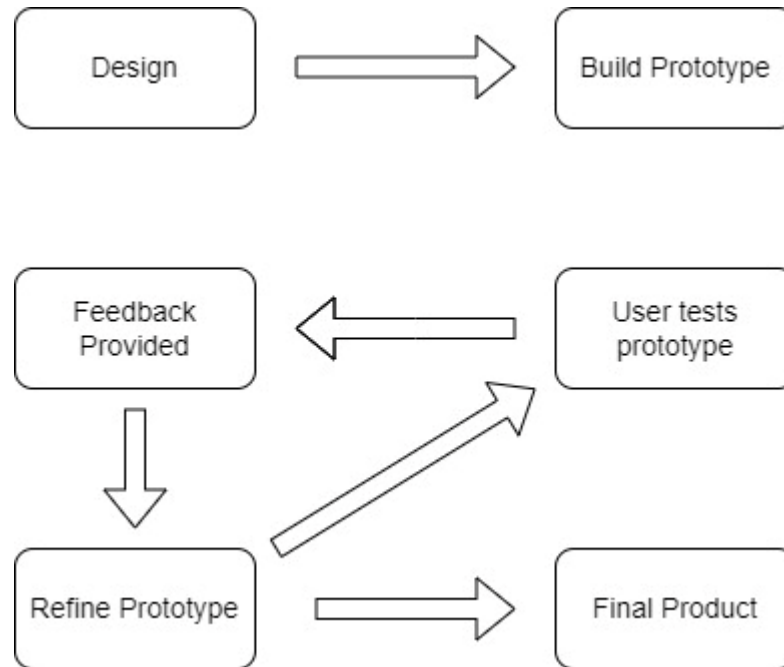 Design
Build Prototype
Feedback
Provided
User tests
prototype
Refine Prototype
Final Product